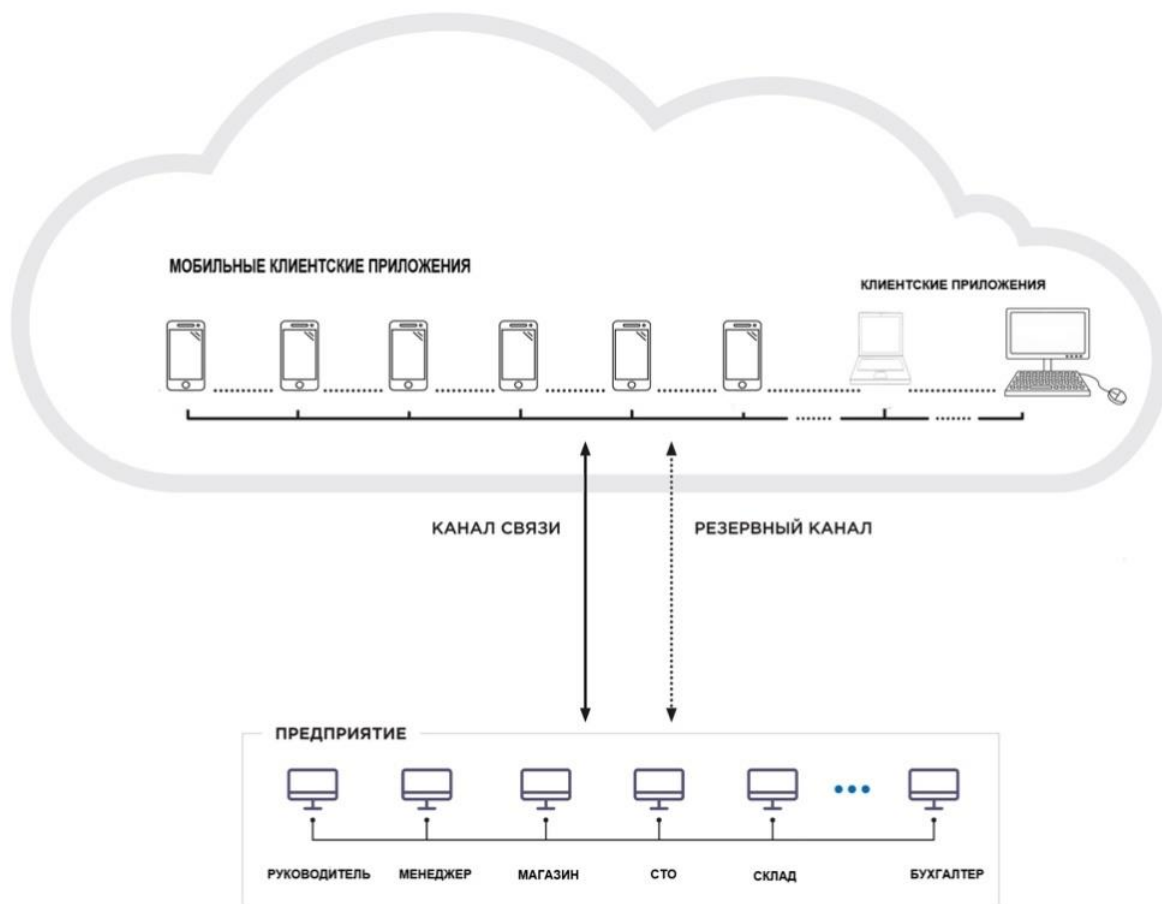 МОБИЛЬНЫЕ КЛИЕНТСКИЕ ПРИЛОЖЕНИЯ
КЛИЕНТСКИЕ ПРИЛОЖЕНИЯ
КАНАЛ СВЯЗИ
РЕЗЕРВНЫЙ КАНАЛ
ПРЕДПРИЯТИЕ
РУКОВОДИТЕЛЬ
МЕНЕДЖЕР
МАГАЗИН
СТО
СКЛАД
БУХГАЛТЕР